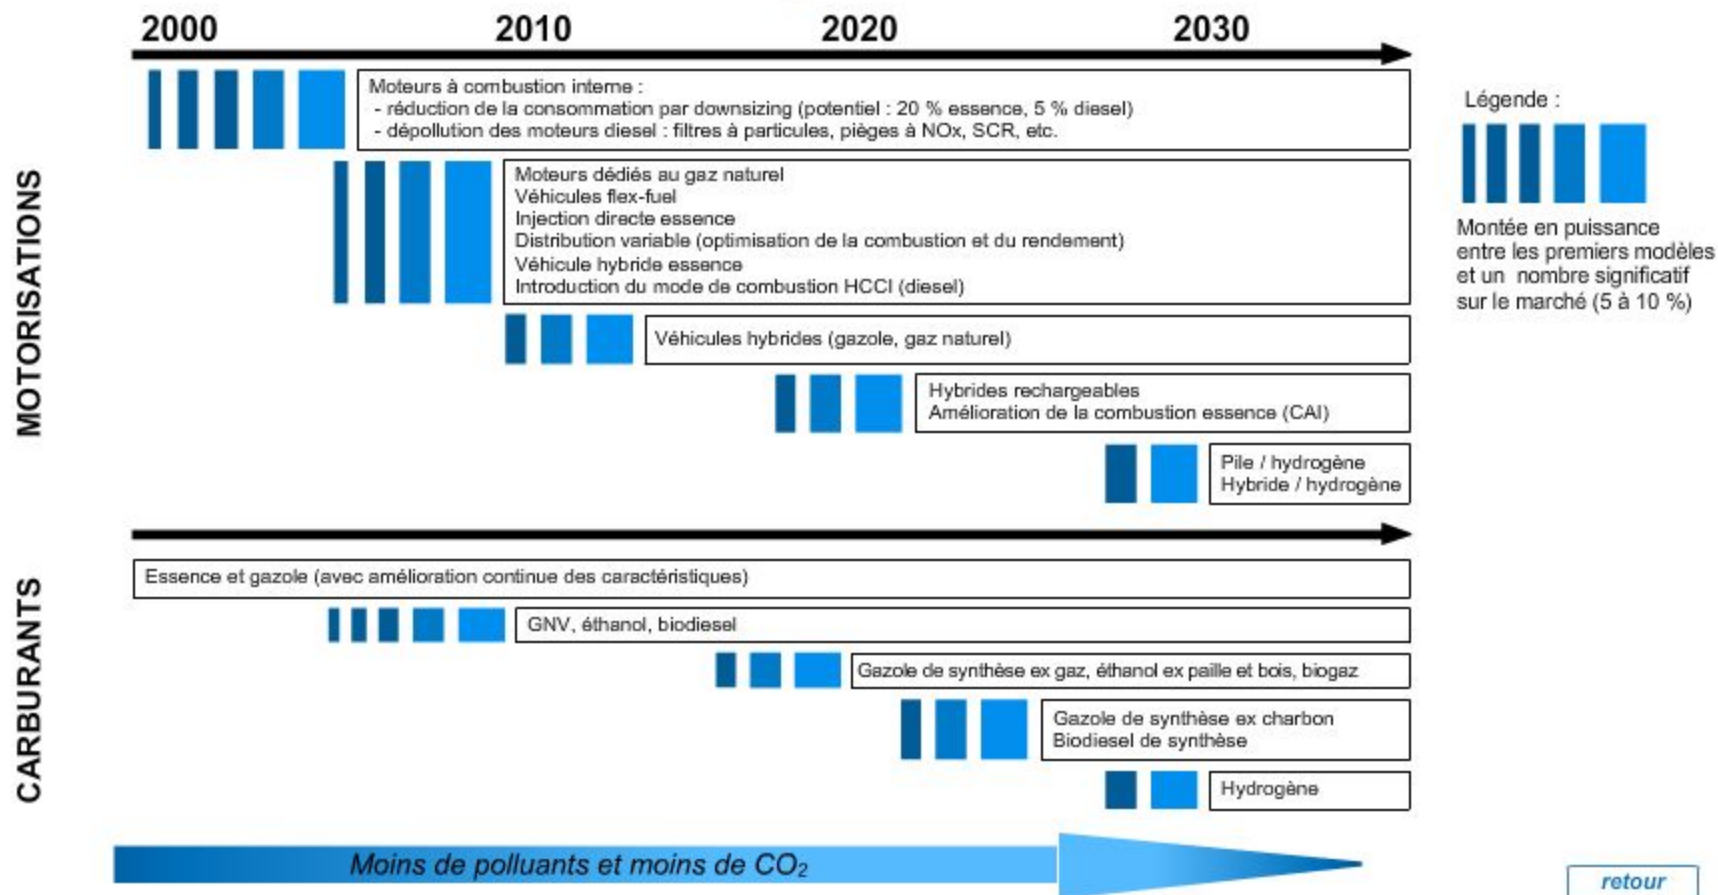 2000 2010 2020 2030
MOTORISATIONS
Moteurs à combustion interne :
- réduction de la consommation par downsizing (potentiel : 20 % essence, 5 % diesel)
- dépollution des moteurs diesel : filtres à particules, pièges à NOx, SCR, etc.
Moteurs dédiés au gaz naturel
Véhicules flex-fuel
Injection directe essence
Distribution variable (optimisation de la combustion et du rendement)
Véhicule hybride essence
Introduction du mode de combustion HCCI (diesel)
Véhicules hybrides (gazole, gaz naturel)
Hybrides rechargeables
Amélioration de la combustion essence (CAI)
Pile / hydrogène
Hybride / hydrogène
Légende :
Montée en puissance
entre les premiers modèles
et un nombre significatif
sur le marché (5 à 10 %)
CARBURANTS
Essence et gazole (avec amélioration continue des caractéristiques)
GNV, éthanol, biodiesel
Gazole de synthèse ex gaz, éthanol ex paille et bois, biogaz
Gazole de synthèse ex charbon
Biodiesel de synthèse
Hydrogène
Moins de polluants et moins de CO₂
retour